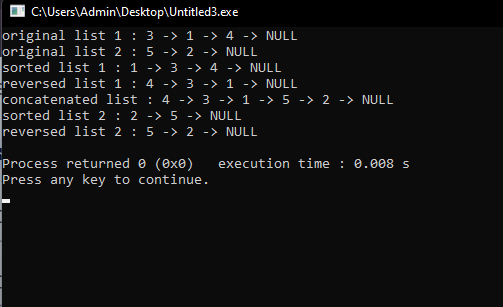 C:\Users\Admin\Desktop\Untitled3.exe
original list 1 : 3 -> 1 -> 4 -> NULL
original list 2 : 5 -> 2 -> NULL
sorted list 1 : 1 -> 3 -> 4 -> NULL
reversed list 1 : 4 -> 3 -> 1 -> NULL
concatenated list : 4 -> 3 -> 1 -> 5 -> 2 -> NULL
sorted list 2 : 2 -> 5 -> NULL
reversed list 2 : 5 -> 2 -> NULL
Process returned 0 (0x0)   execution time : 0.008 s
Press any key to continue.